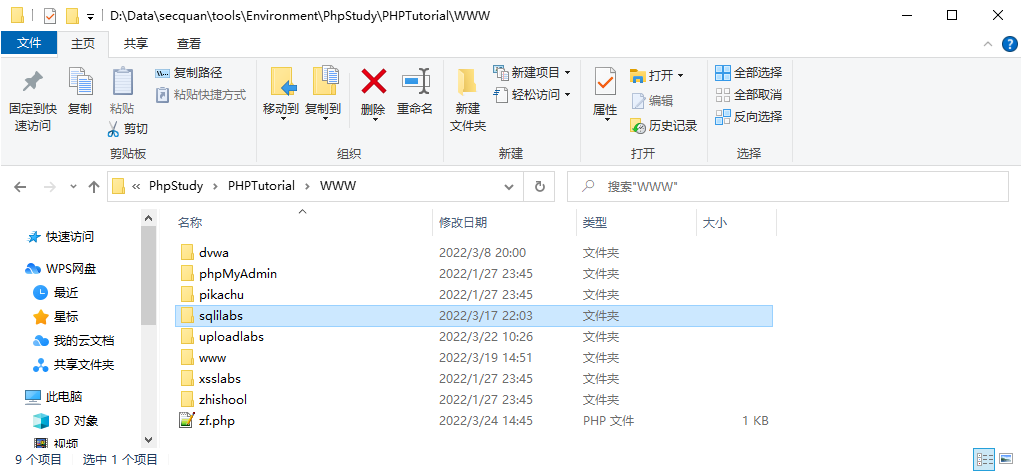 D:\Data\secquan\tools\Environment\PhpStudy\PHPTutorial\WWW
文件 主页 共享 查看
固定到快速访问 复制 粘贴 复制路径 粘贴快捷方式 剪切
移动到 复制到 删除 重命名
新建文件夹 新建项目 轻松访问
属性 打开 编辑 历史记录
全部选择 全部取消 反向选择
剪贴板 组织 新建 打开 选择
« PhpStudy › PHPTutorial › WWW 搜索"WWW"
名称 修改日期 类型 大小
快速访问
WPS网盘
最近
星标
我的云文档
共享文件夹
此电脑
3D 对象
视频
dvwa 2022/3/8 20:00 文件夹
phpMyAdmin 2022/1/27 23:45 文件夹
pikachu 2022/1/27 23:45 文件夹
sqlilabs 2022/3/17 22:03 文件夹
uploadlabs 2022/3/22 10:26 文件夹
www 2022/3/19 14:51 文件夹
xsslabs 2022/1/27 23:45 文件夹
zhishool 2022/1/27 23:45 文件夹
zf.php 2022/3/24 14:45 PHP 文件 1 KB
9 个项目 选中 1 个项目